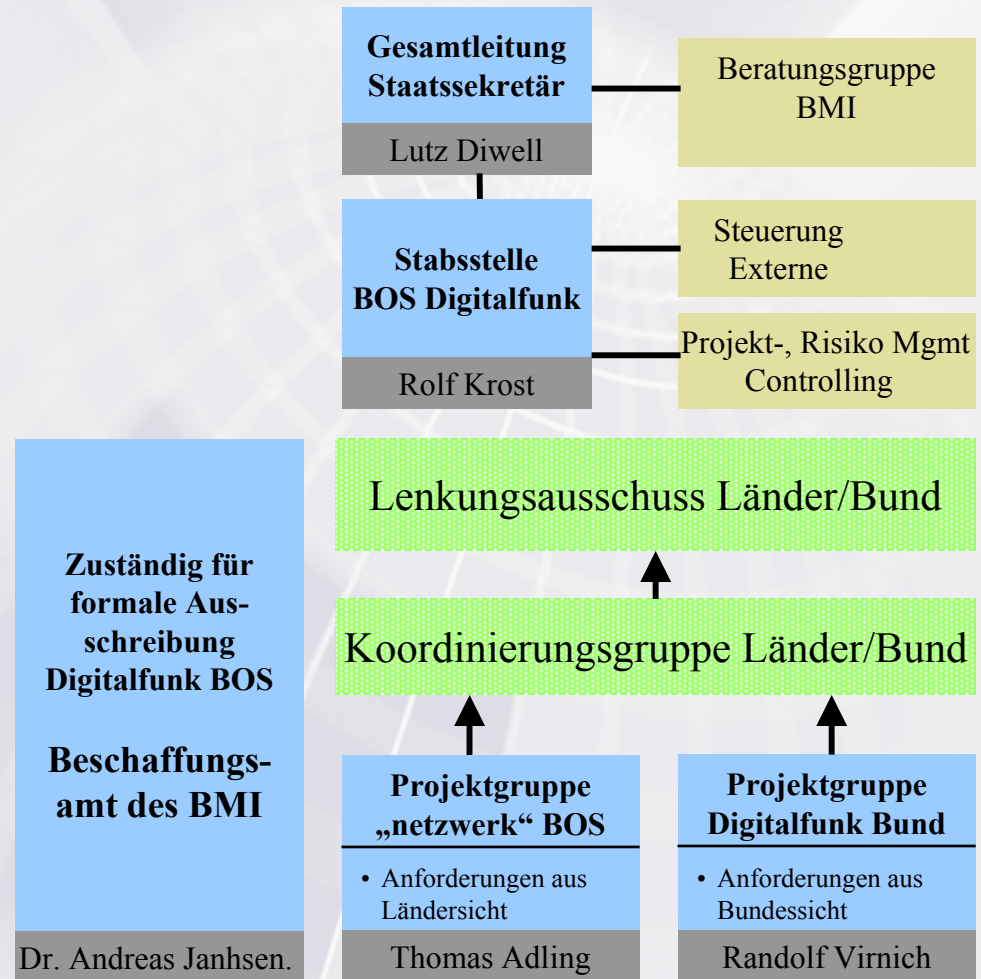 Gesamtleitung
Staatssekretär
Lutz Diwell
Beratungsgruppe
BMI
Stabsstelle
BOS Digitalfunk
Rolf Krost
Steuerung
Externe
Projekt-, Risiko Mgmt
Controlling
Zuständig für
formale Aus-
schreibung
Digitalfunk BOS
Beschaffungs-
amt des BMI
Dr. Andreas Janhsen.
Lenkungsausschuss Länder/Bund
Koordinierungsgruppe Länder/Bund
Projektgruppe
„netzwerk“ BOS
• Anforderungen aus
Ländersicht
Thomas Adling
Projektgruppe
Digitalfunk Bund
• Anforderungen aus
Bundessicht
Randolf Virnich